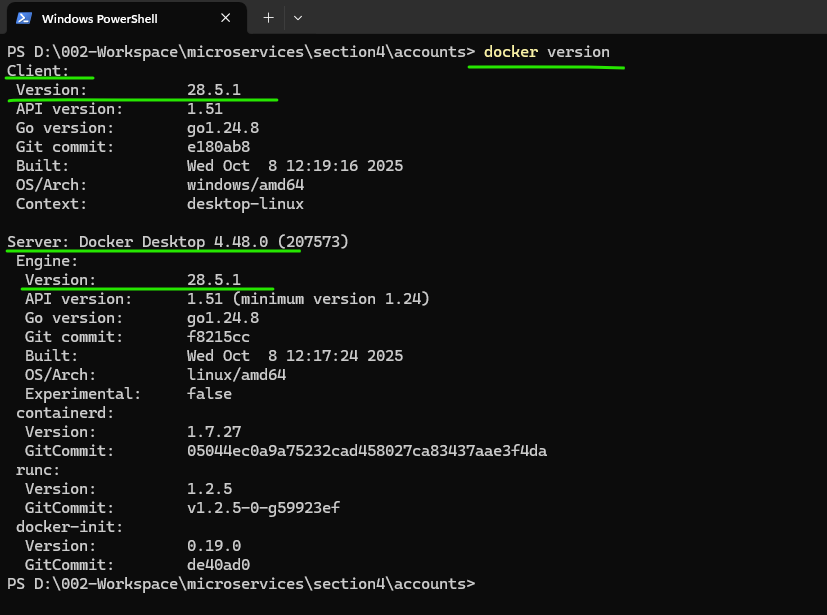 Windows PowerShell
PS D:\002-Workspace\microservices\section4\accounts> docker version
Client:
 Version:           28.5.1
 API version:       1.51
 Go version:        go1.24.8
 Git commit:        e180ab8
 Built:             Wed Oct  8 12:19:16 2025
 OS/Arch:           windows/amd64
 Context:           desktop-linux

Server: Docker Desktop 4.48.0 (207573)
 Engine:
  Version:          28.5.1
  API version:      1.51 (minimum version 1.24)
  Go version:       go1.24.8
  Git commit:       f8215cc
  Built:            Wed Oct  8 12:17:24 2025
  OS/Arch:          linux/amd64
  Experimental:     false
 containerd:
  Version:          1.7.27
  GitCommit:        05044ec0a9a75232cad458027ca83437aae3f4da
 runc:
  Version:          1.2.5
  GitCommit:        v1.2.5-0-g59923ef
 docker-init:
  Version:          0.19.0
  GitCommit:        de40ad0
PS D:\002-Workspace\microservices\section4\accounts>